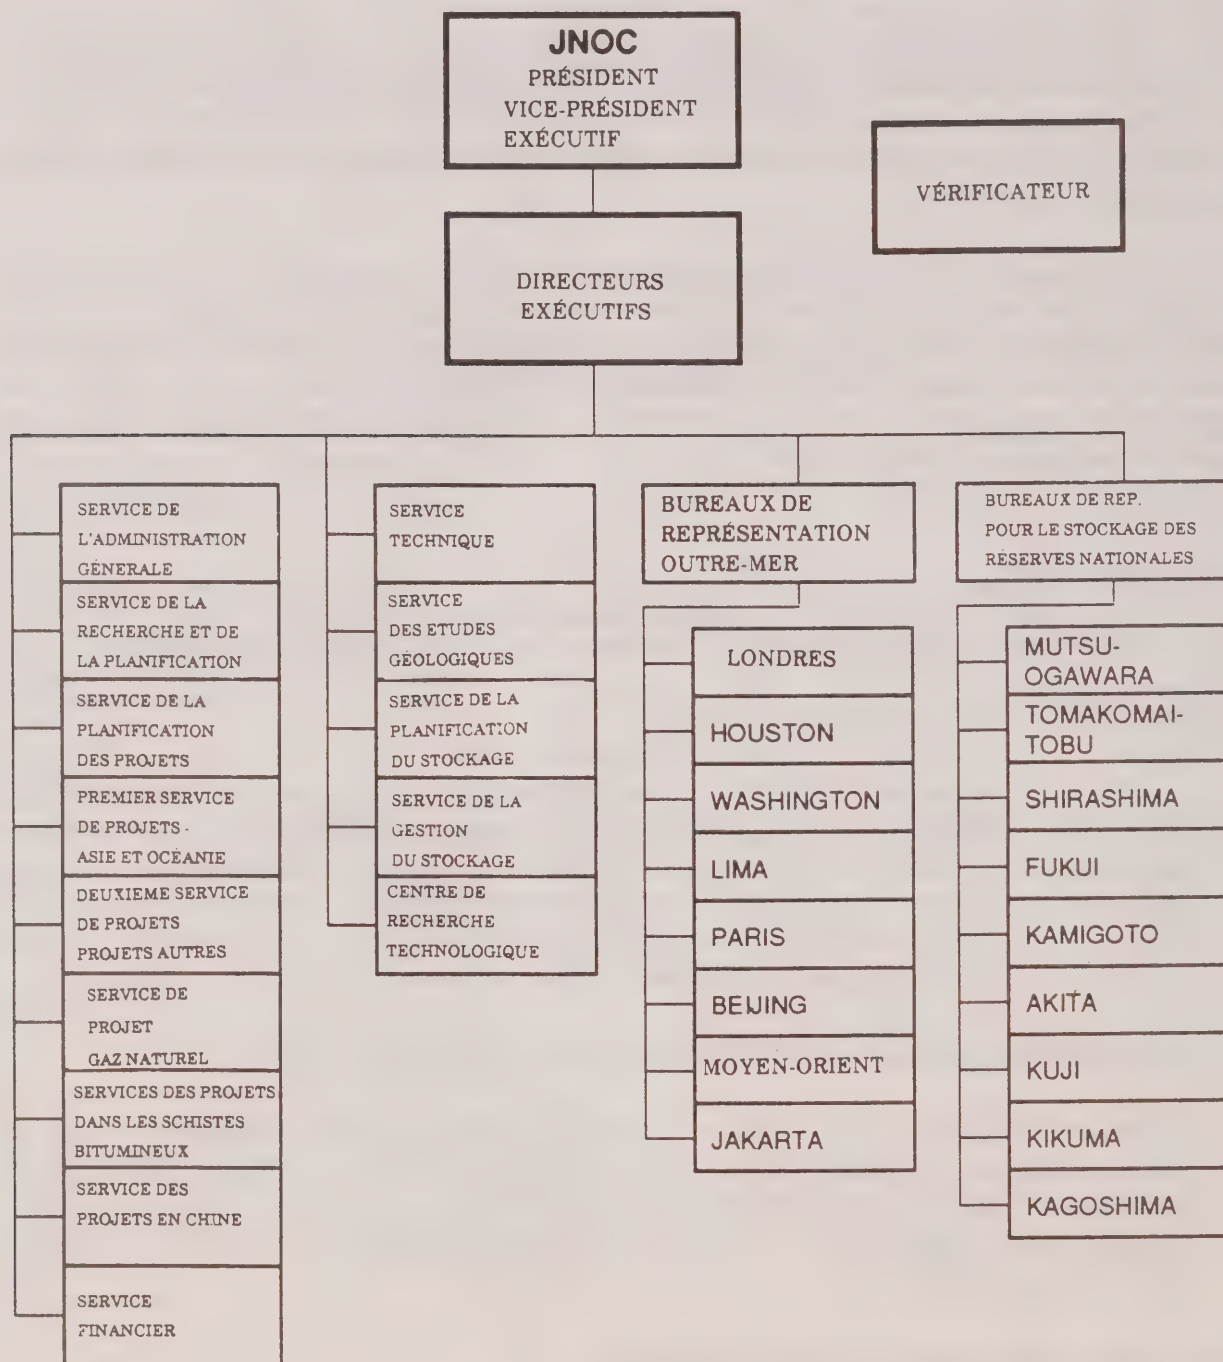 JNOC
PRÉSIDENT
VICE-PRÉSIDENT
EXÉCUTIF
VÉRIFICATEUR
DIRECTEURS
EXÉCUTIFS
SERVICE DE
L'ADMINISTRATION
GÉNERALE
SERVICE DE LA
RECHERCHE ET DE
LA PLANIFICATION
SERVICE DE LA
PLANIFICATION
DES PROJETS
PREMIER SERVICE
DE PROJETS -
ASIE ET OCÉANIE
DEUXIEME SERVICE
DE PROJETS
PROJETS AUTRES
SERVICE DE
PROJET
GAZ NATUREL
SERVICES DES PROJETS
DANS LES SCHISTES
BITUMINEUX
SERVICE DES
PROJETS EN CHINE
SERVICE
FINANCIER
SERVICE
TECHNIQUE
SERVICE
DES ETUDES
GÉOLOGIQUES
SERVICE DE LA
PLANIFICATION
DU STOCKAGE
SERVICE DE LA
GESTION
DU STOCKAGE
CENTRE DE
RECHERCHE
TECHNOLOGIQUE
BUREAUX DE
REPRÉSENTATION
OUTRE-MER
LONDRES
HOUSTON
WASHINGTON
LIMA
PARIS
BEIJING
MOYEN-ORIENT
JAKARTA
BUREAUX DE REP.
POUR LE STOCKAGE DES
RÉSERVES NATIONALES
MUTSU-
OGAWARA
TOMAKOMAI-
TOBU
SHIRASHIMA
FUKUI
KAMIGOTO
AKITA
KUJI
KIKUMA
KAGOSHIMA